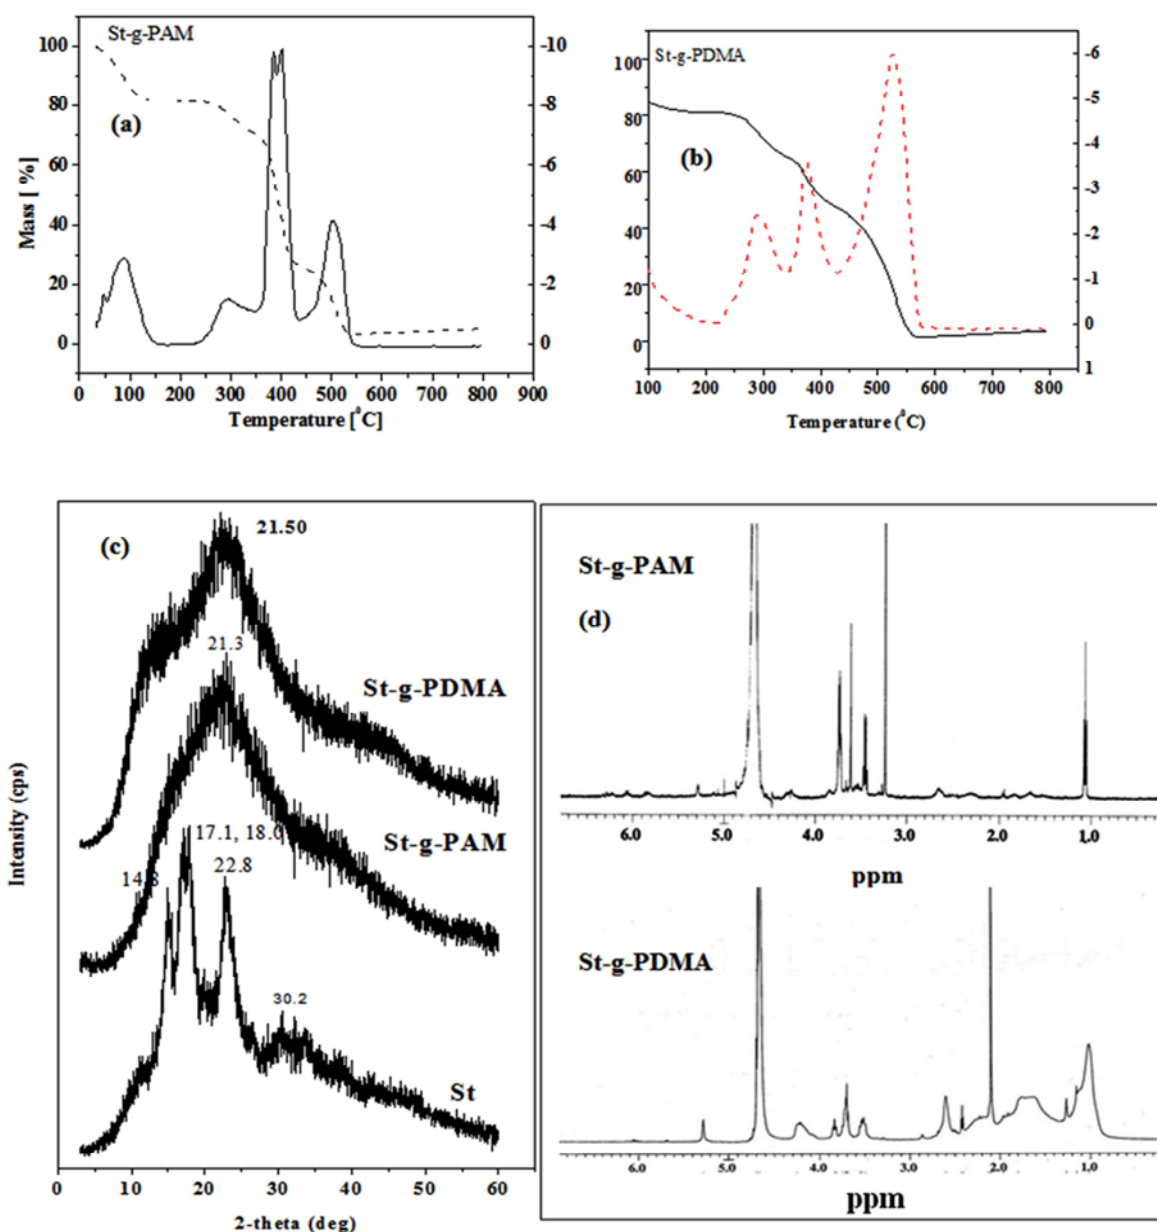 St-g-PAM
(a)
100
80
60
40
20
0
Mass [ %]
-10
-8
-6
-4
-2
-0
0 100 200 300 400 500 600 700 800 900
Temperature [⁰C]
St-g-PDMA
(b)
100
80
60
40
20
0
-6
-5
-4
-3
-2
-1
0
1
100 200 300 400 500 600 700 800
Temperature (⁰C)
(c)
21.50
21.3
St-g-PDMA
17.1, 18.0
St-g-PAM
14.8
22.8
30.2
St
Intensity (cps)
0 10 20 30 40 50 60
2-theta (deg)
St-g-PAM
(d)
6.0 5.0 4.0 3.0 2.0 1.0
ppm
St-g-PDMA
6.0 5.0 4.0 3.0 2.0 1.0
ppm